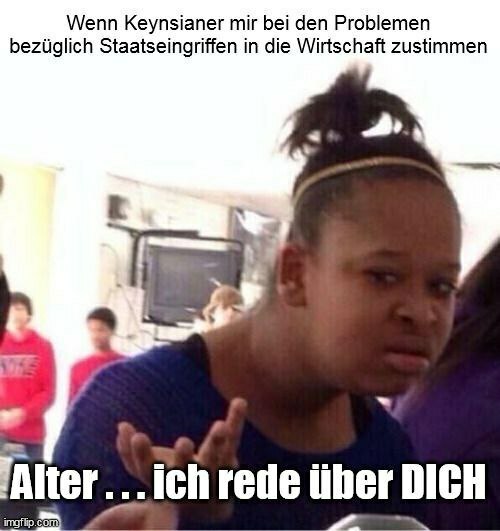 Wenn Keynsianer mir bei den Problemen
bezüglich Staatseingriffen in die Wirtschaft zustimmen
Alter . . . ich rede über DICH
imgflip.com